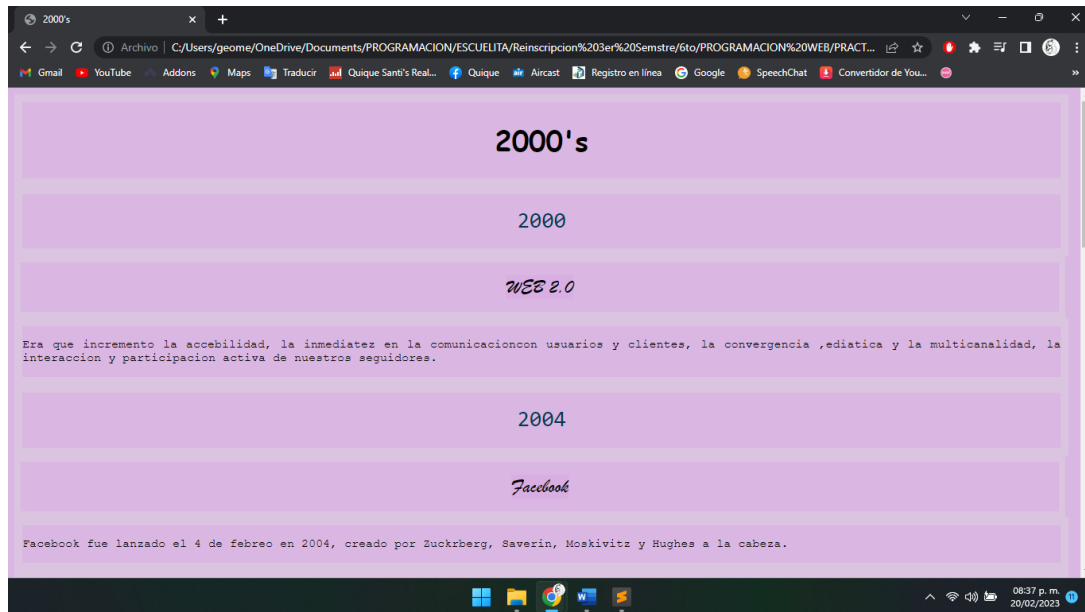 2000's
Archivo | C:/Users/geome/OneDrive/Documents/PROGRAMACION/ESCUELITA/Reinscripcion%203er%20Semstre/6to/PROGRAMACION%20WEB/PRACT...
Gmail YouTube Addons Maps Traducir Quique Santi's Real... Quique Aircast Registro en línea Google SpeechChat Convertidor de You... »
2000's
2000
WEB 2.0
Era que incremento la accebilidad, la inmediatez en la comunicacioncon usuarios y clientes, la convergencia ,ediatica y la multicanalidad, la
interaccion y participacion activa de nuestros seguidores.
2004
Facebook
Facebook fue lanzado el 4 de febreo en 2004, creado por Zuckrberg, Saverin, Moskivitz y Hughes a la cabeza.
08:37 p. m.
20/02/2023
11